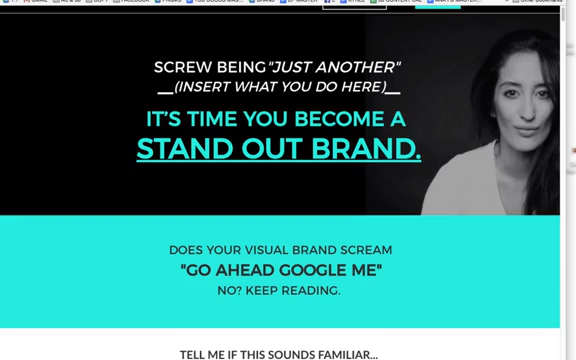 SCREW BEING "JUST ANOTHER"
__(INSERT WHAT YOU DO HERE)__
IT'S TIME YOU BECOME A
STAND OUT BRAND.
DOES YOUR VISUAL BRAND SCREAM
"GO AHEAD GOOGLE ME"
NO? KEEP READING.
TELL ME IF THIS SOUNDS FAMILIAR...